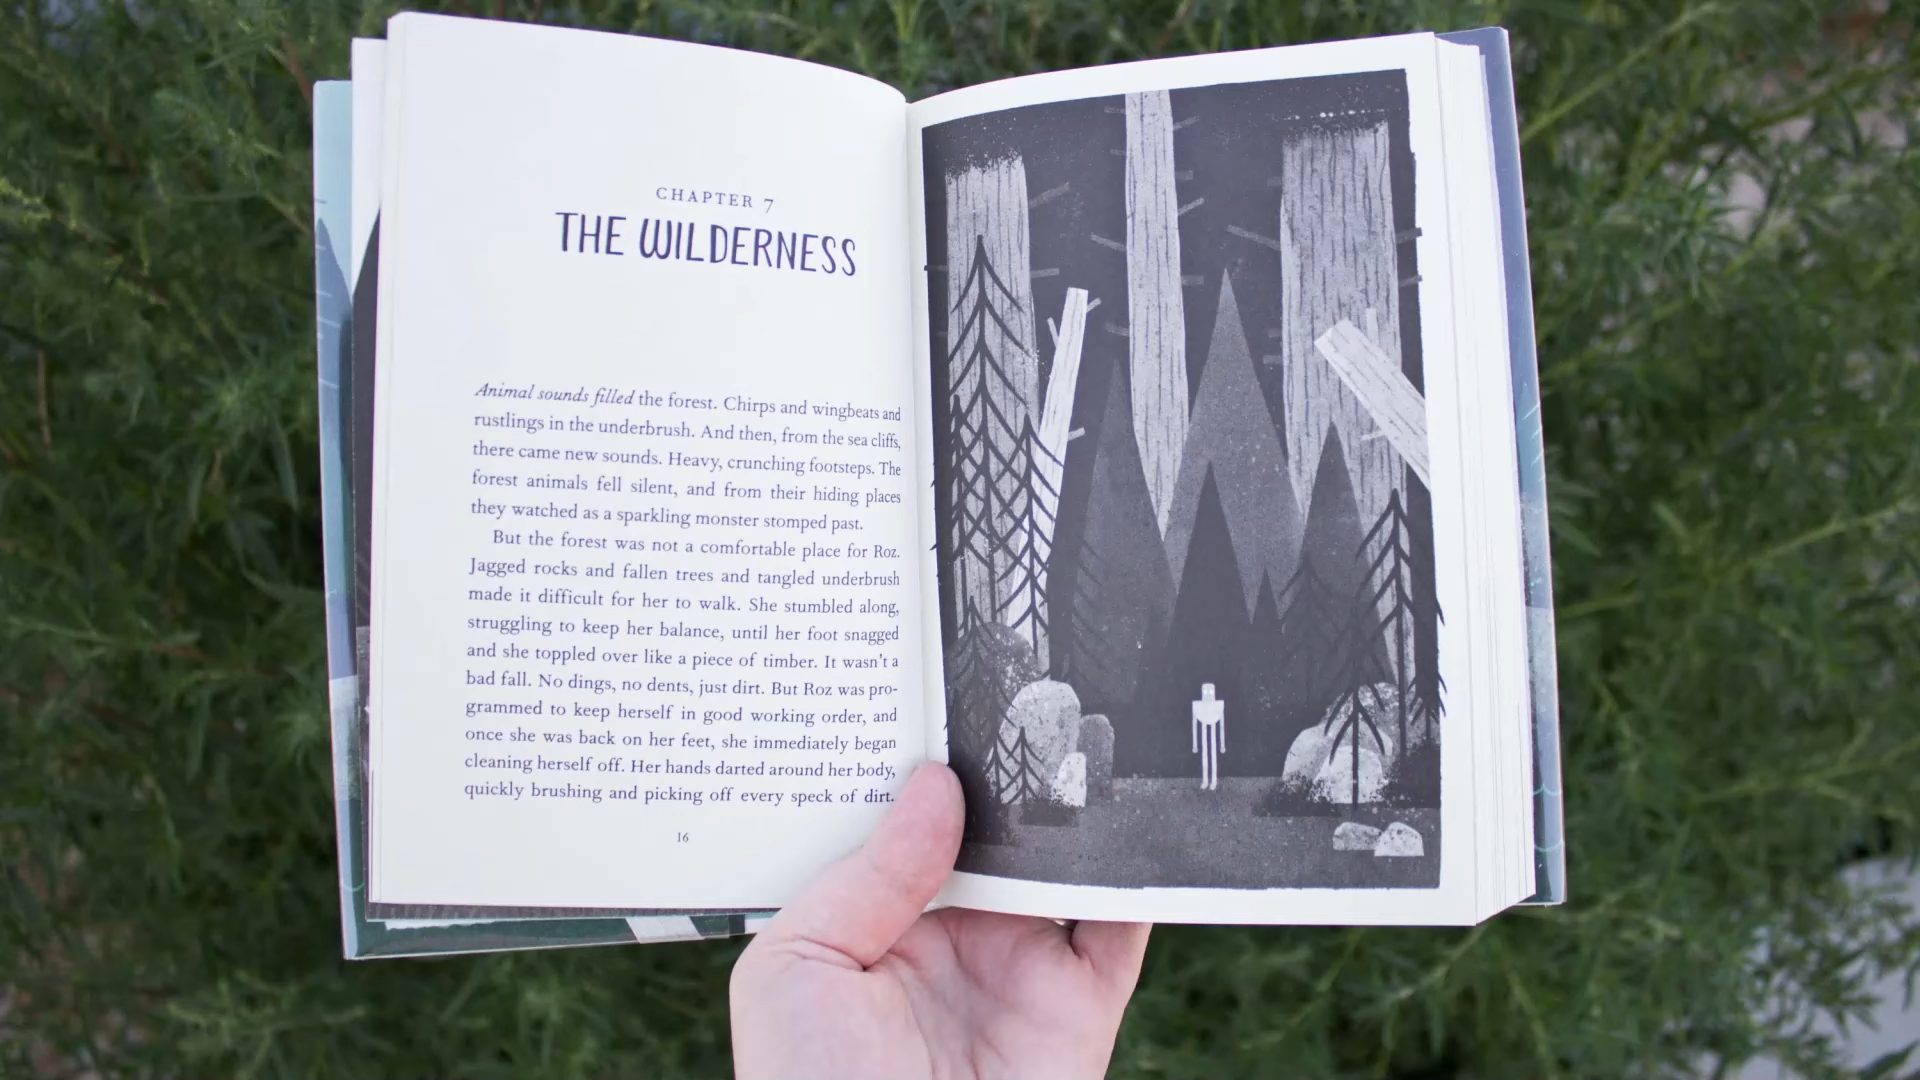 CHAPTER 7
THE WILDERNESS
Animal sounds filled the forest. Chirps and wingbeats and
rustlings in the underbrush. And then, from the sea cliffs,
there came new sounds. Heavy, crunching footsteps. The
forest animals fell silent, and from their hiding places
they watched as a sparkling monster stomped past.
But the forest was not a comfortable place for Roz.
Jagged rocks and fallen trees and tangled underbrush
made it difficult for her to walk. She stumbled along,
struggling to keep her balance, until her foot snagged
and she toppled over like a piece of timber. It wasn't a
bad fall. No dings, no dents, just dirt. But Roz was pro-
grammed to keep herself in good working order, and
once she was back on her feet, she immediately began
cleaning herself off. Her hands darted around her body,
quickly brushing and picking off every speck of dirt.
16